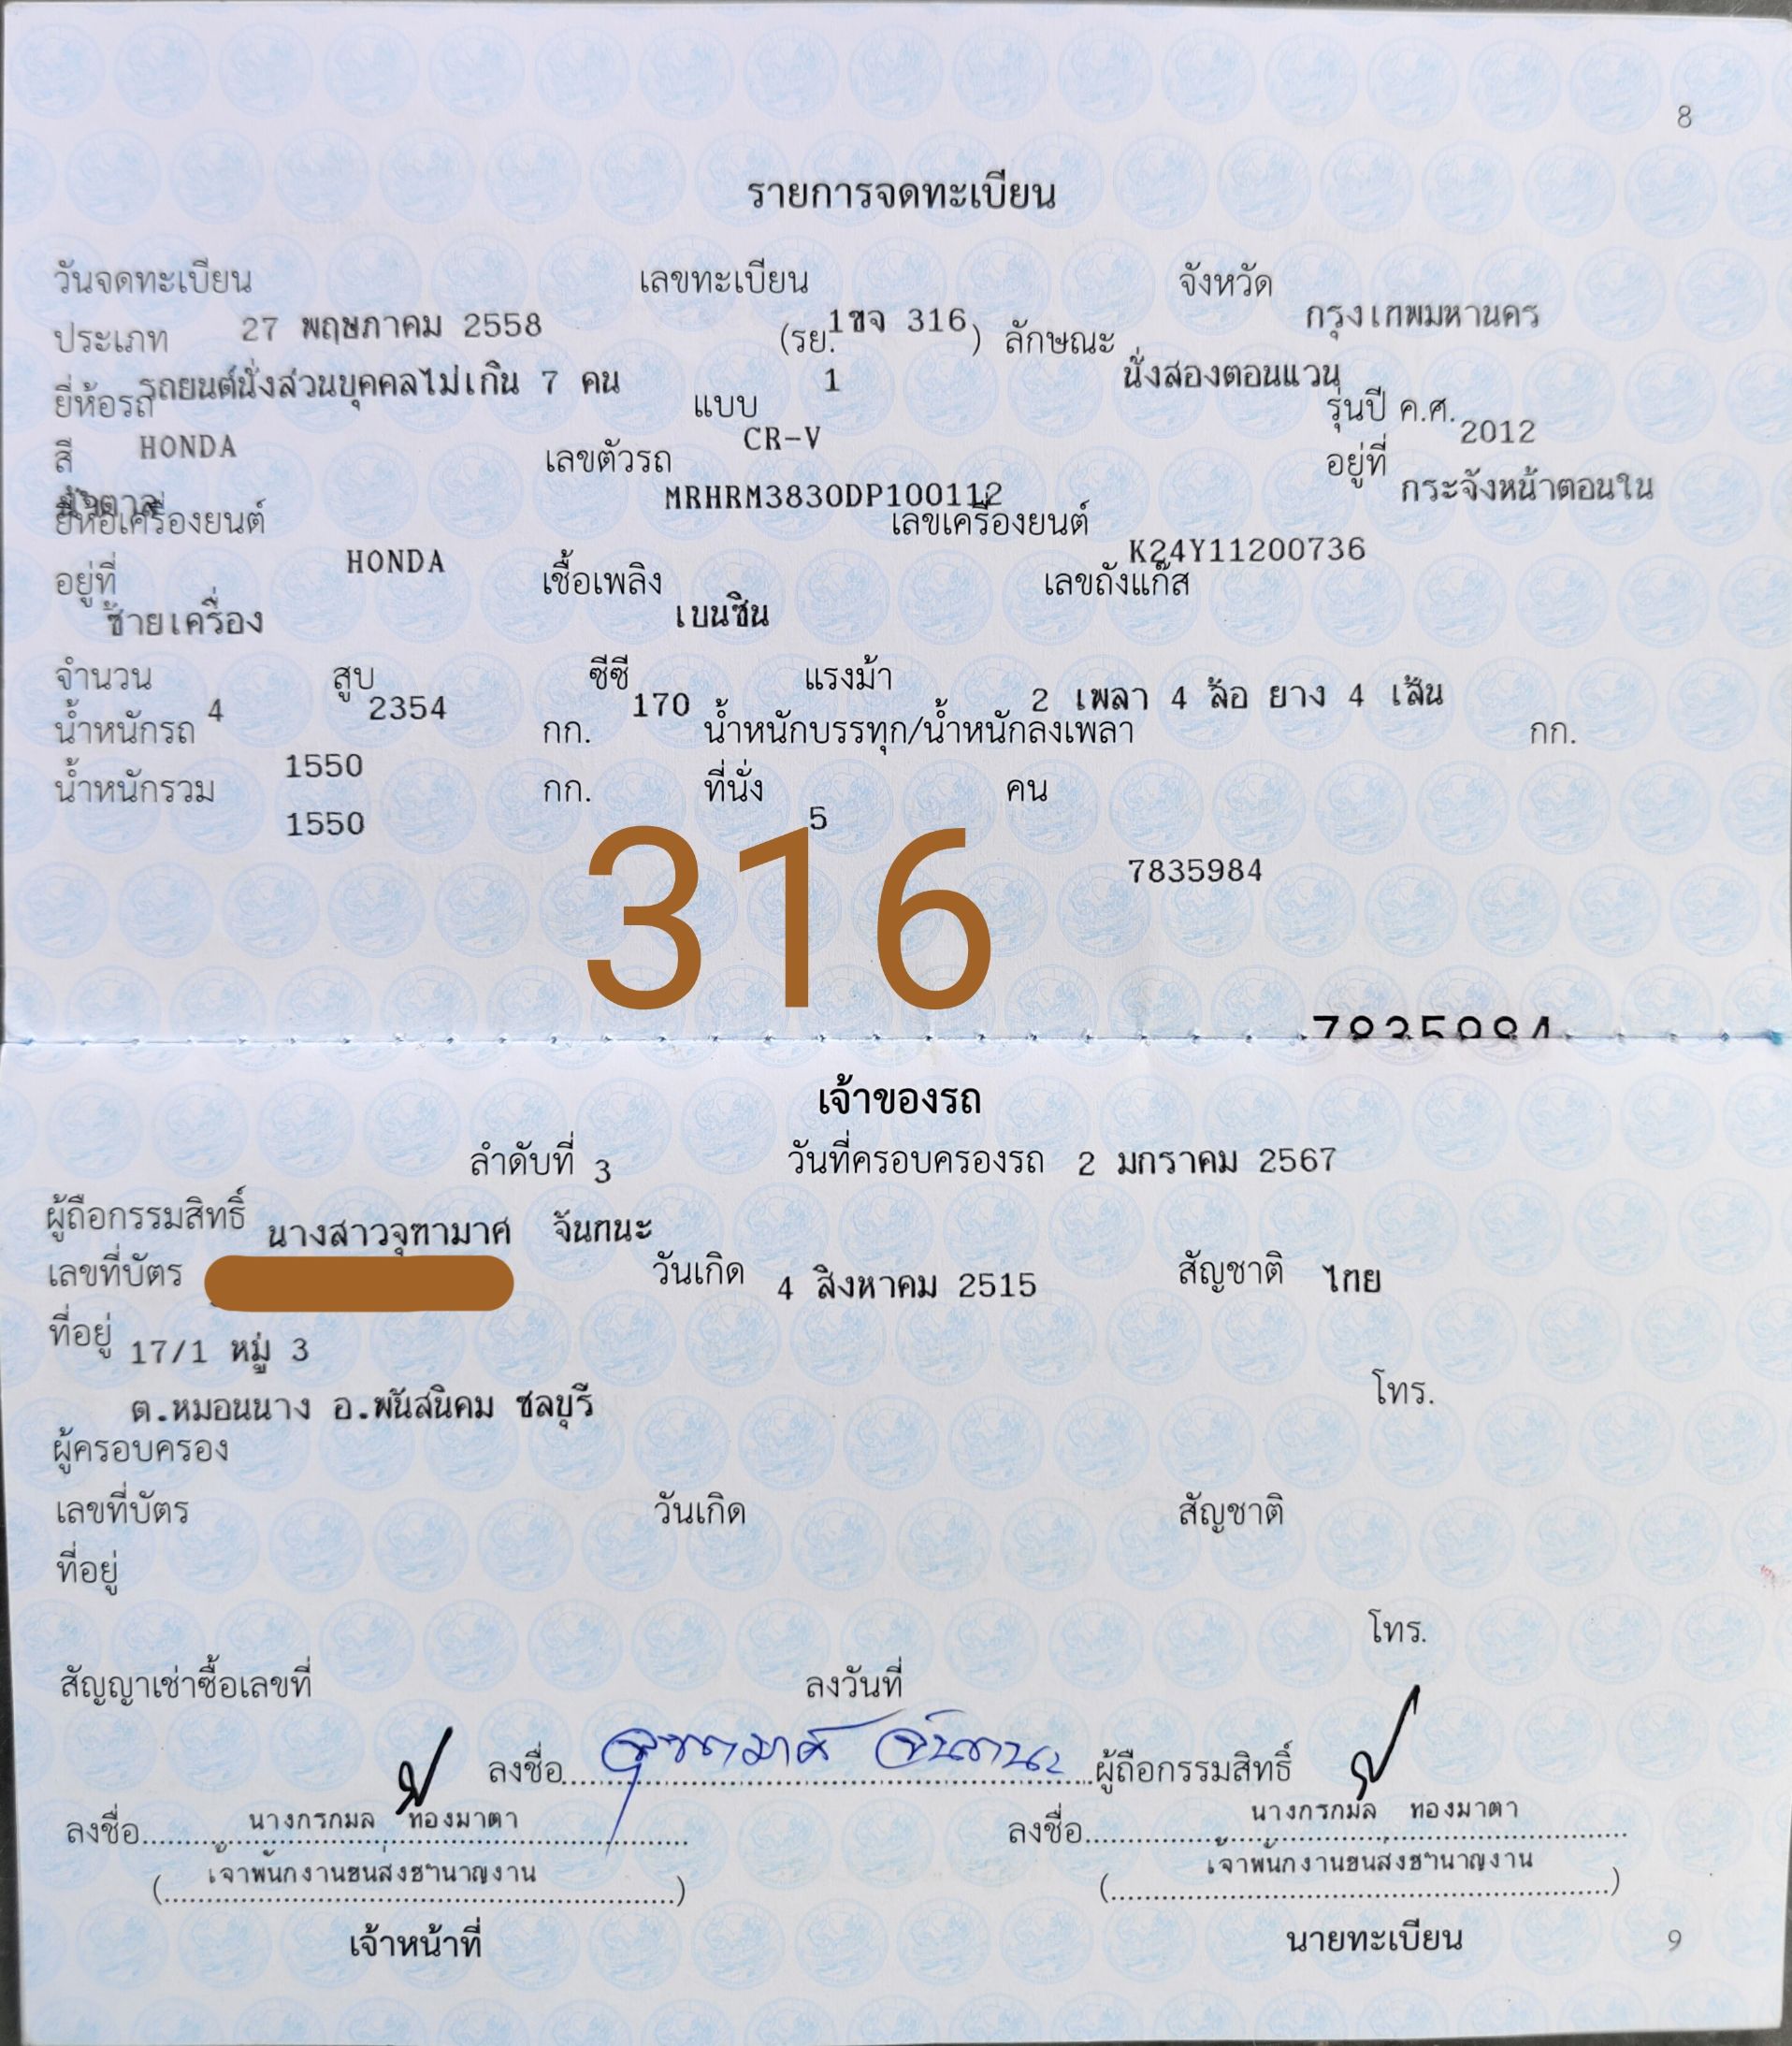 8
รายการจดทะเบียน
วันจดทะเบียน 27 พฤษภาคม 2558 เลขทะเบียน 1ขจ 316 จังหวัด กรุงเทพมหานคร
ประเภท รถยนต์นั่งส่วนบุคคลไม่เกิน 7 คน (รย. 1 ) ลักษณะ นั่งสองตอนแวน
ยี่ห้อรถ HONDA แบบ CR-V รุ่นปี ค.ศ. 2012
สี น้ำตาล เลขตัวรถ MRHRM3830DP100112 อยู่ที่ กระจังหน้าตอนใน
ยี่ห้อเครื่องยนต์ HONDA เลขเครื่องยนต์ K24Y11200736
อยู่ที่ ซ้ายเครื่อง เชื้อเพลิง เบนซิน เลขถังแก๊ส
จำนวน 4 สูบ 2354 ซีซี 170 แรงม้า 2 เพลา 4 ล้อ ยาง 4 เส้น
น้ำหนักรถ 1550 กก. น้ำหนักบรรทุก/น้ำหนักลงเพลา กก.
น้ำหนักรวม 1550 กก. ที่นั่ง 5 คน
7835984
316
7835984
เจ้าของรถ
ลำดับที่ 3 วันที่ครอบครองรถ 2 มกราคม 2567
ผู้ถือกรรมสิทธิ์ นางสาวจุฑามาศ จันทนะ
เลขที่บัตร วันเกิด 4 สิงหาคม 2515 สัญชาติ ไทย
ที่อยู่ 17/1 หมู่ 3
ต.หมอนนาง อ.พนัสนิคม ชลบุรี โทร.
ผู้ครอบครอง
เลขที่บัตร วันเกิด สัญชาติ
ที่อยู่
โทร.
สัญญาเช่าซื้อเลขที่ ลงวันที่
ลงชื่อ จุฑามาศ จันทนะ ผู้ถือกรรมสิทธิ์
ลงชื่อ นางกรกมล ทองมาตา ลงชื่อ นางกรกมล ทองมาตา
(เจ้าพนักงานขนส่งชำนาญงาน) (เจ้าพนักงานขนส่งชำนาญงาน)
เจ้าหน้าที่ นายทะเบียน 9